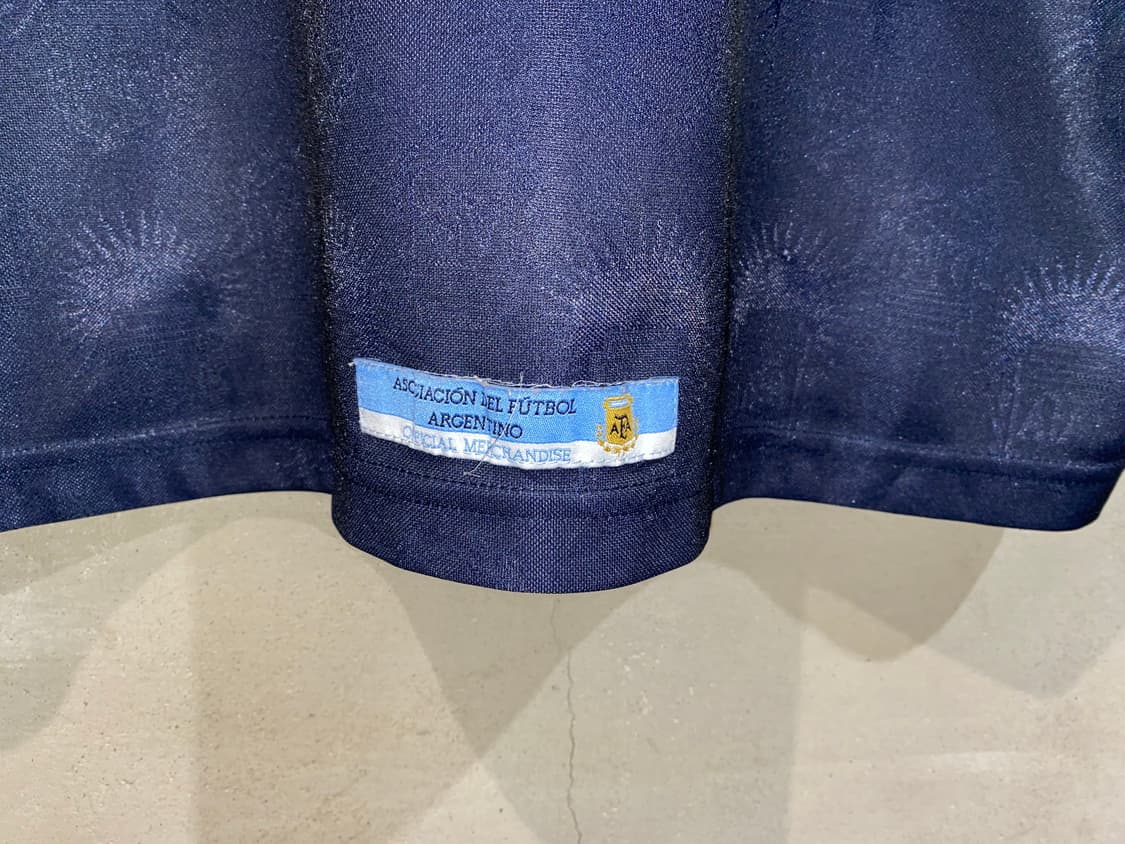 ASOCIACIÓN DEL FÚTBOL
ARGENTINO
OFICIAL MERCHANDISE
AFA